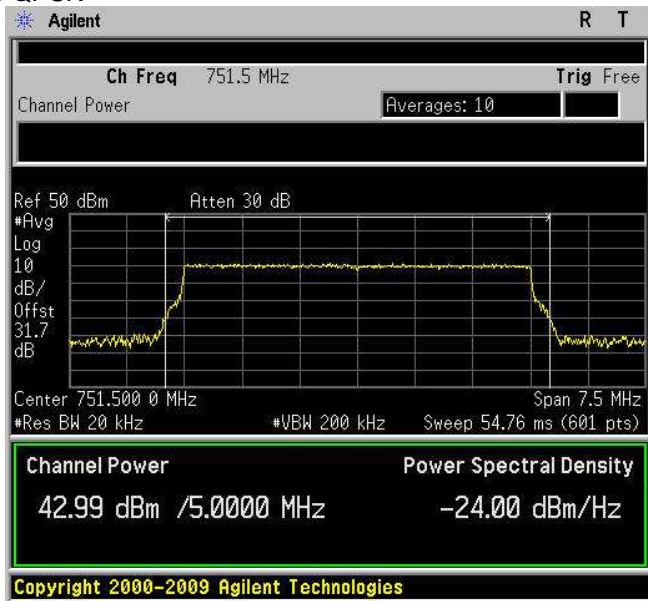 Agilent R T
Ch Freq 751.5 MHz Trig Free
Channel Power Averages: 10
Ref 50 dBm Atten 30 dB
#Avg
Log
10
dB/
Offst
31.7
dB
Center 751.500 0 MHz Span 7.5 MHz
#Res BW 20 kHz #VBW 200 kHz Sweep 54.76 ms (601 pts)
Channel Power Power Spectral Density
42.99 dBm /5.0000 MHz -24.00 dBm/Hz
Copyright 2000-2009 Agilent Technologies